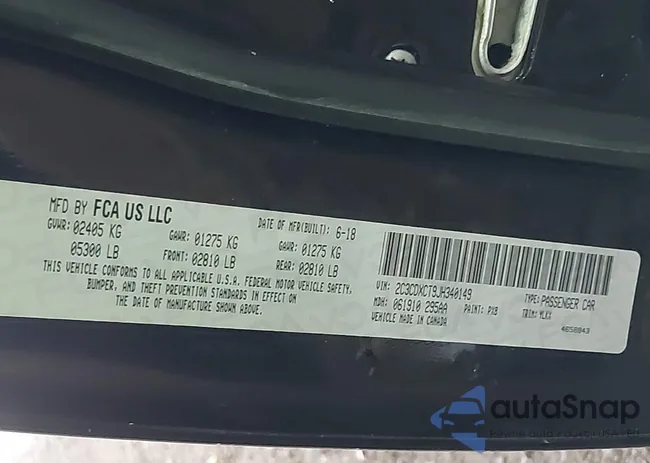 MFD BY FCA US LLC
DATE OF MFR(BUILT): 6-18
GVWR: 02405 KG
GAWR: 01275 KG
GAWR: 01275 KG
05300 LB
FRONT: 02810 LB
REAR: 02810 LB
THIS VEHICLE CONFORMS TO ALL APPLICABLE U.S.A. FEDERAL MOTOR VEHICLE SAFETY,
BUMPER, AND THEFT PREVENTION STANDARDS IN EFFECT ON
THE DATE OF MANUFACTURE SHOWN ABOVE.
VIN: 2C3CDXCT9JH340149
TYPE: PASSENGER CAR
MDH: 061910 295AA
PAINT: PXB
TRIM: YLXX
VEHICLE MADE IN CANADA
4658843
autoSnap